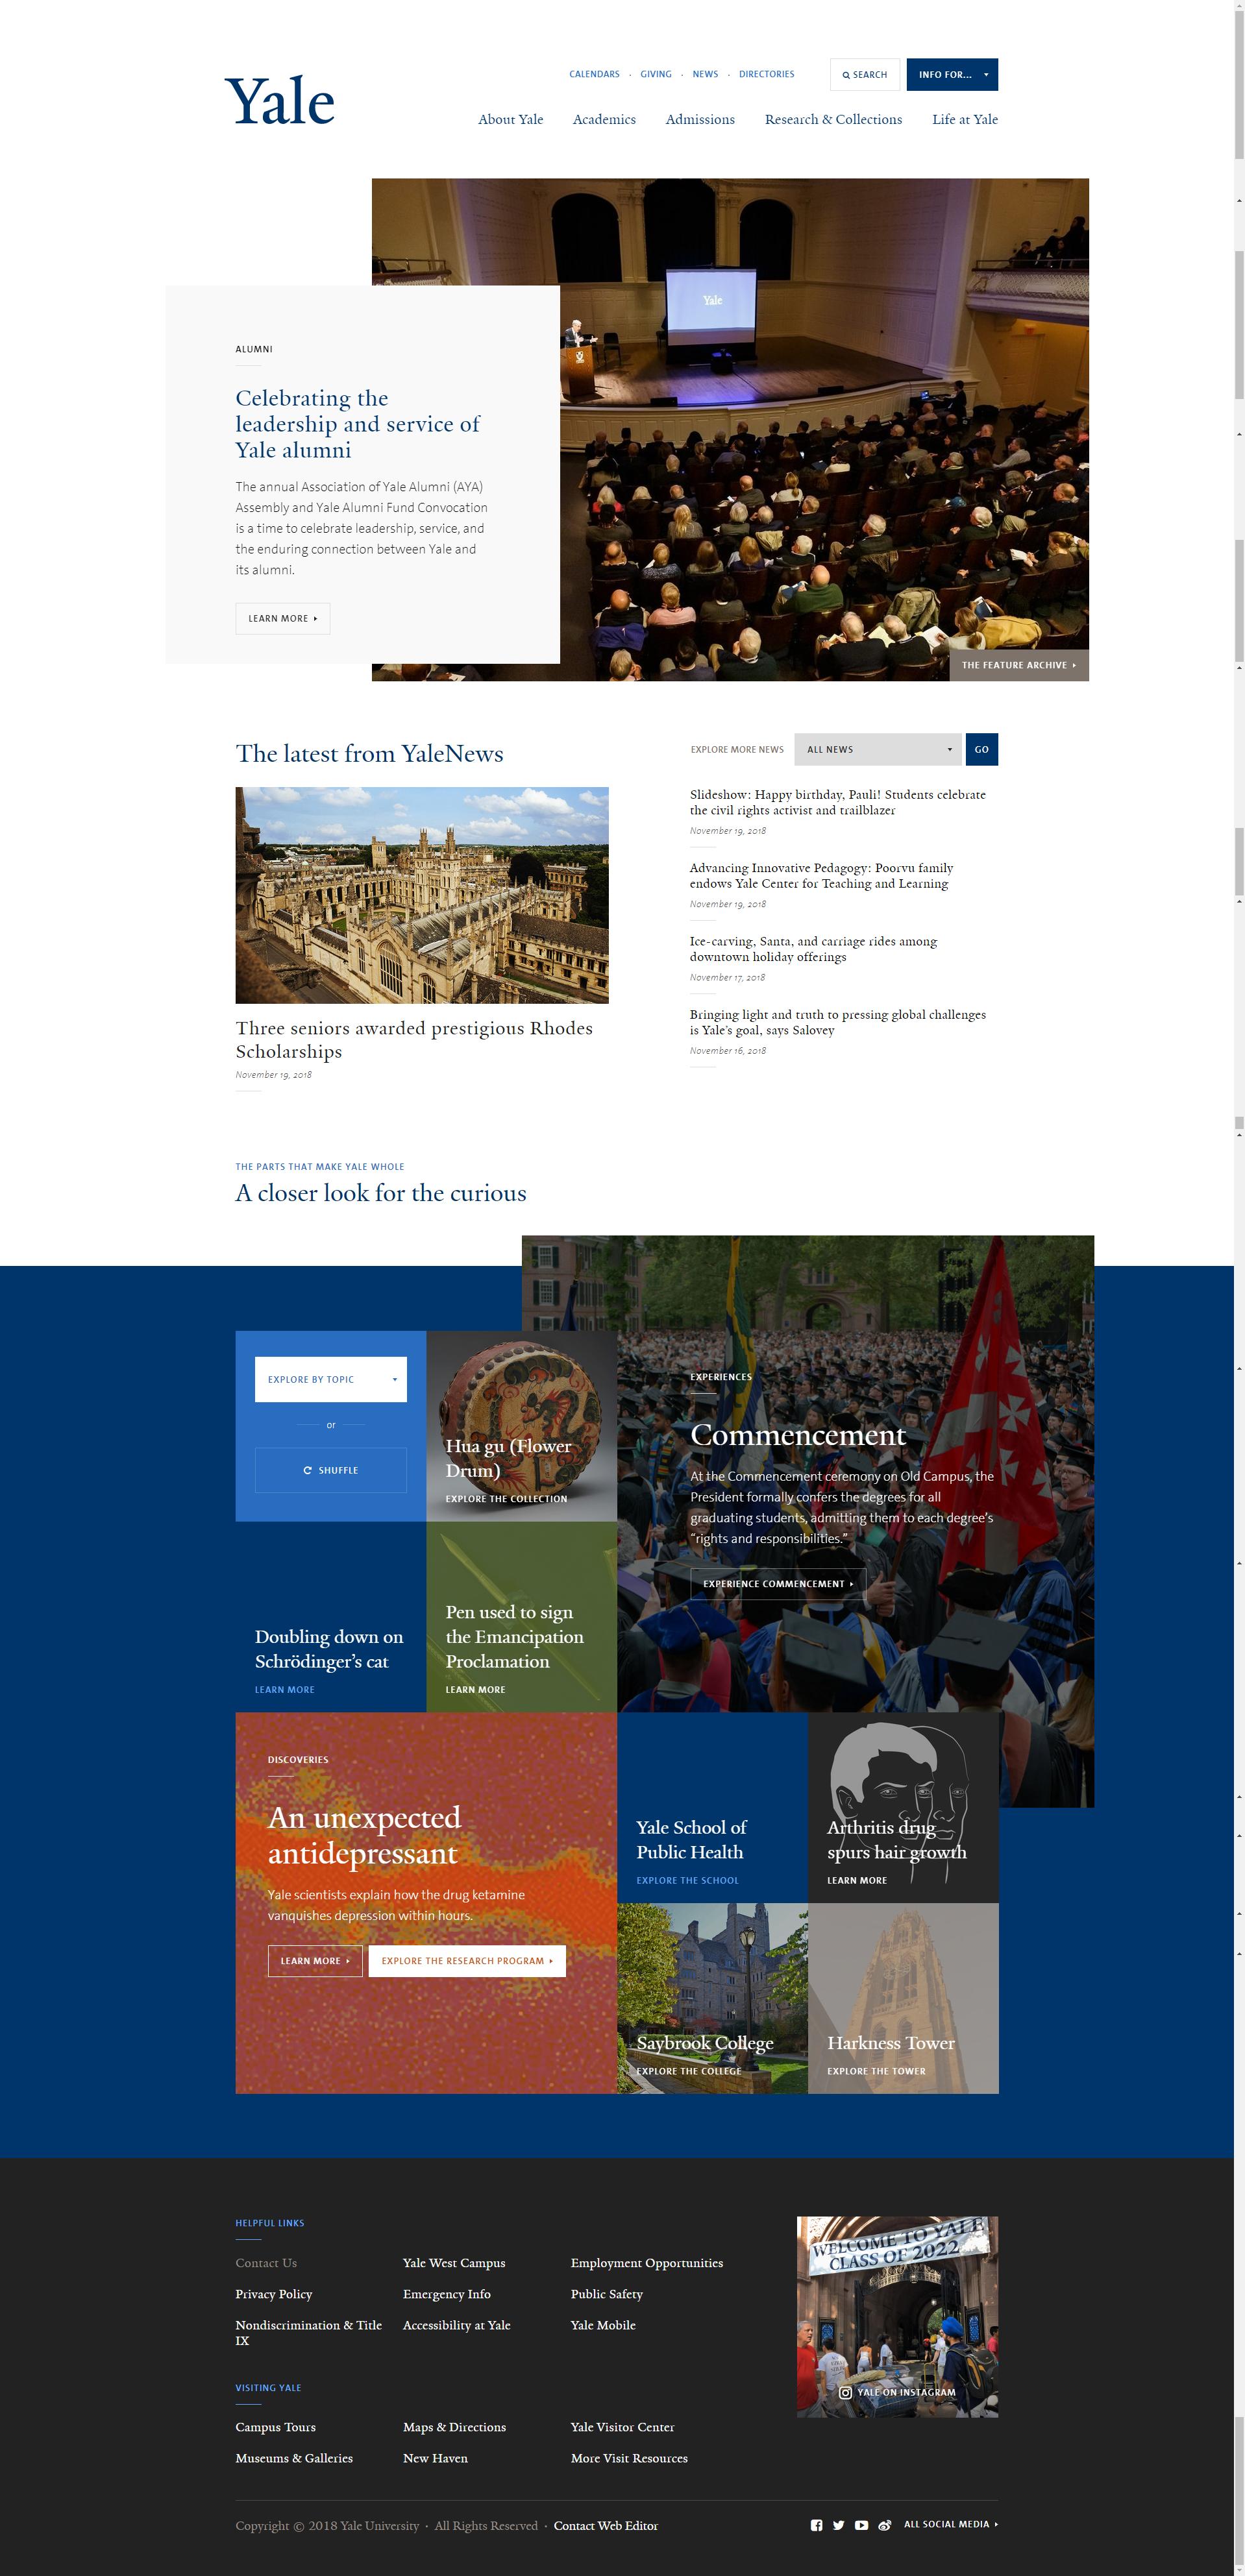 Yale
CALENDARS · GIVING · NEWS · DIRECTORIES
SEARCH
INFO FOR...
About Yale
Academics
Admissions
Research & Collections
Life at Yale
Yale
ALUMNI
Celebrating the
leadership and service of
Yale alumni
The annual Association of Yale Alumni (AYA)
Assembly and Yale Alumni Fund Convocation
is a time to celebrate leadership, service, and
the enduring connection between Yale and
its alumni.
LEARN MORE
THE FEATURE ARCHIVE
The latest from YaleNews
Three seniors awarded prestigious Rhodes
Scholarships
November 19, 2018
EXPLORE MORE NEWS
ALL NEWS
GO
Slideshow: Happy birthday, Pauli! Students celebrate
the civil rights activist and trailblazer
November 19, 2018
Advancing Innovative Pedagogy: Poorvu family
endows Yale Center for Teaching and Learning
November 19, 2018
Ice-carving, Santa, and carriage rides among
downtown holiday offerings
November 17, 2018
Bringing light and truth to pressing global challenges
is Yale's goal, says Salovey
November 16, 2018
THE PARTS THAT MAKE YALE WHOLE
A closer look for the curious
EXPLORE BY TOPIC
or
SHUFFLE
Hua gu (Flower
Drum)
EXPLORE THE COLLECTION
EXPERIENCES
Commencement
At the Commencement ceremony on Old Campus, the
President formally confers the degrees for all
graduating students, admitting them to each degree's
“rights and responsibilities.”
EXPERIENCE COMMENCEMENT
Doubling down on
Schrödinger's cat
LEARN MORE
Pen used to sign
the Emancipation
Proclamation
LEARN MORE
DISCOVERIES
An unexpected
antidepressant
Yale scientists explain how the drug ketamine
vanquishes depression within hours.
LEARN MORE
EXPLORE THE RESEARCH PROGRAM
Yale School of
Public Health
EXPLORE THE SCHOOL
Arthritis drug
spurs hair growth
LEARN MORE
Saybrook College
EXPLORE THE COLLEGE
Harkness Tower
EXPLORE THE TOWER
HELPFUL LINKS
Contact Us
Privacy Policy
Nondiscrimination & Title
IX
Yale West Campus
Emergency Info
Accessibility at Yale
Employment Opportunities
Public Safety
Yale Mobile
VISITING YALE
Campus Tours
Museums & Galleries
Maps & Directions
New Haven
Yale Visitor Center
More Visit Resources
WELCOME TO YALE
CLASS OF 2022
YALE ON INSTAGRAM
Copyright © 2018 Yale University · All Rights Reserved · Contact Web Editor
ALL SOCIAL MEDIA